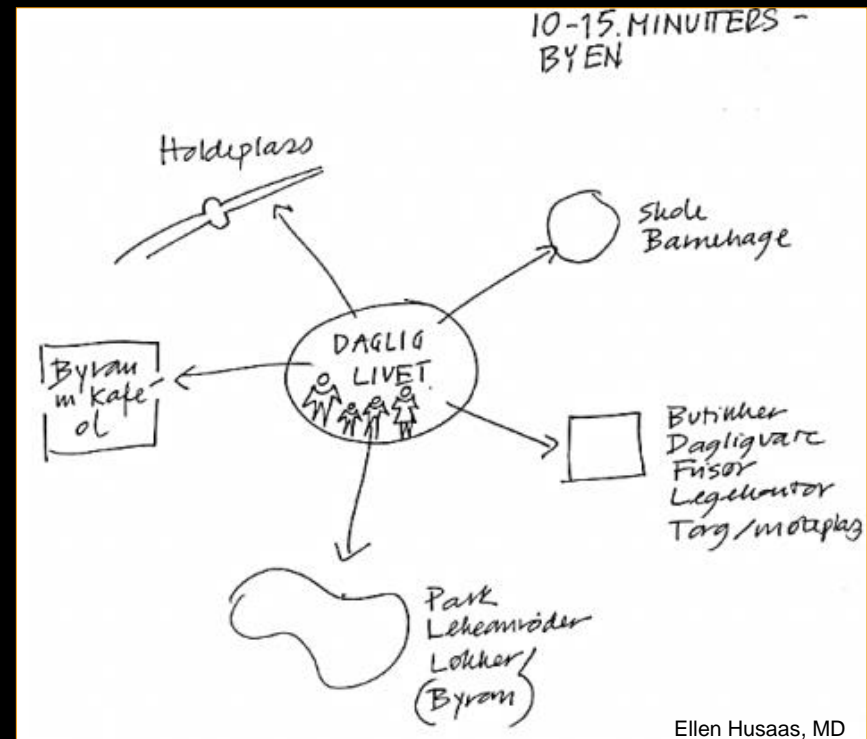 10-15. MINUTTERS -
BYEN
Holdeplass
Skole
Barnehage
DAGLIG
LIVET
Byrom
m kafe
ol
Butikker
Dagligvare
Frisør
Legekontor
Torg/møteplass
Park
Lekeområder
Løkker/
(Byrom)
Ellen Husaas, MD